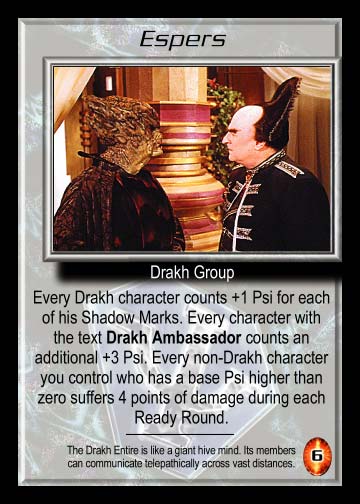 Espers
Drakh Group
Every Drakh character counts +1 Psi for each
of his Shadow Marks. Every character with
the text Drakh Ambassador counts an
additional +3 Psi. Every non-Drakh character
you control who has a base Psi higher than
zero suffers 4 points of damage during each
Ready Round.
The Drakh Entire is like a giant hive mind. Its members
can communicate telepathically across vast distances.
6